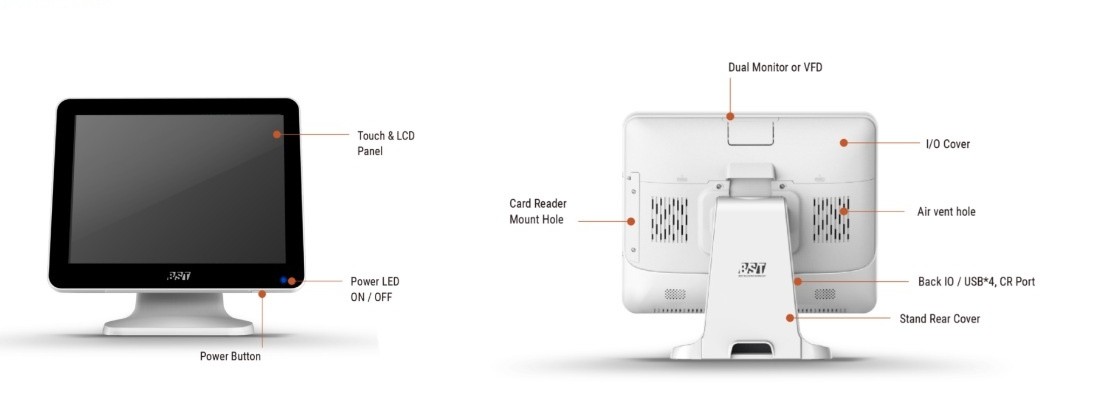 Touch & LCD
Panel
BST
Power LED
ON / OFF
Power Button
Dual Monitor or VFD
I/O Cover
Card Reader
Mount Hole
Air vent hole
BST
Back IO / USB*4, CR Port
Stand Rear Cover